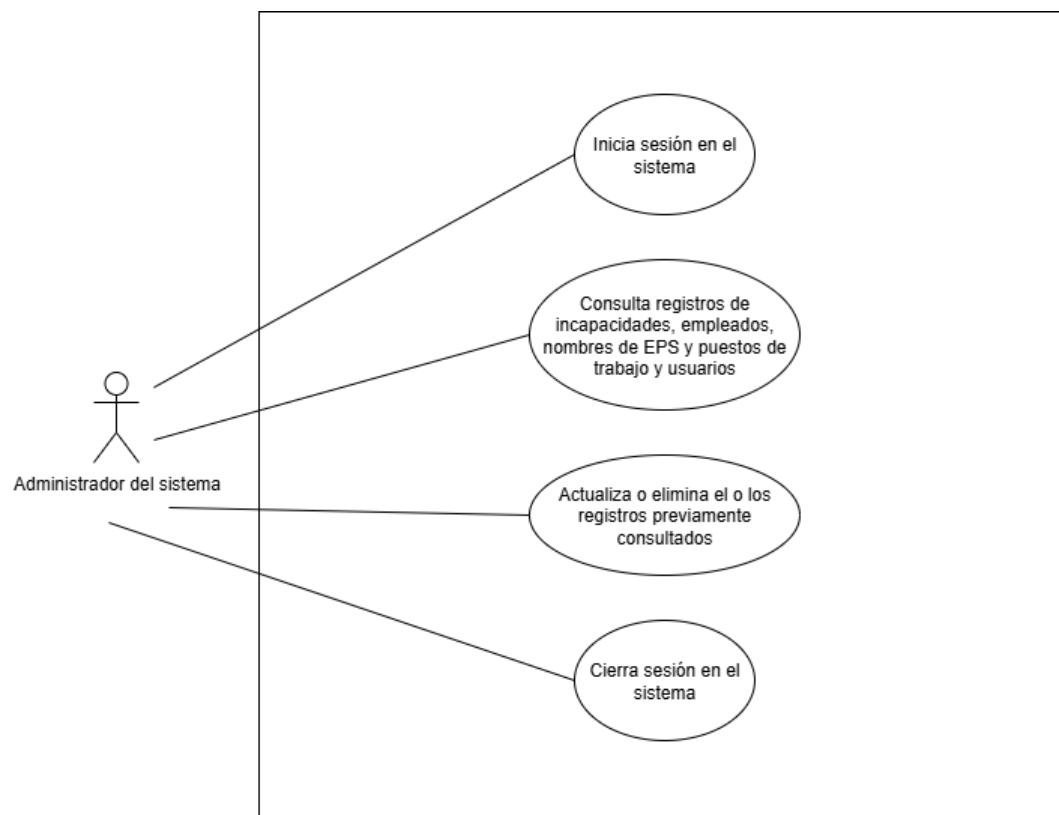 Inicia sesión en el
sistema
Consulta registros de
incapacidades, empleados,
nombres de EPS y puestos de
trabajo y usuarios
Administrador del sistema
Actualiza o elimina el o los
registros previamente
consultados
Cierra sesión en el
sistema